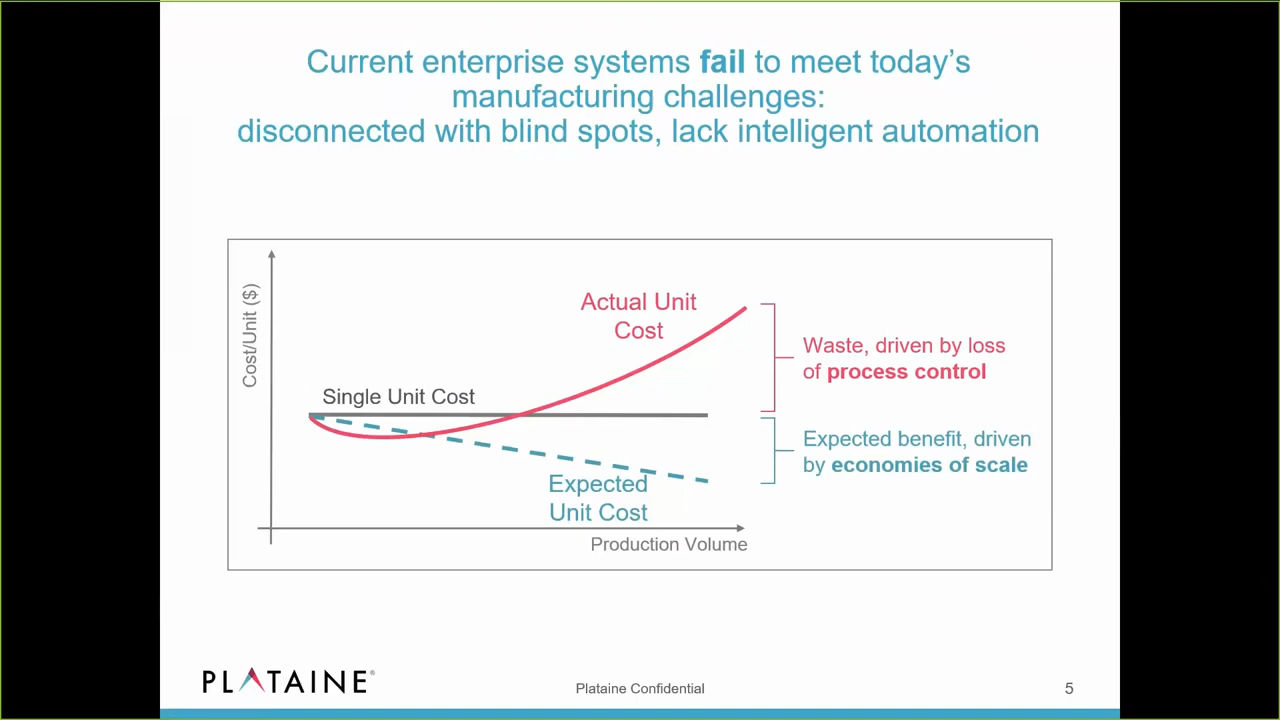 Current enterprise systems fail to meet today's
manufacturing challenges:
disconnected with blind spots, lack intelligent automation
Cost/Unit ($)
Actual Unit
Cost
Single Unit Cost
Expected
Unit Cost
Production Volume
Waste, driven by loss
of process control
Expected benefit, driven
by economies of scale
PLATAINE®
Plataine Confidential
5